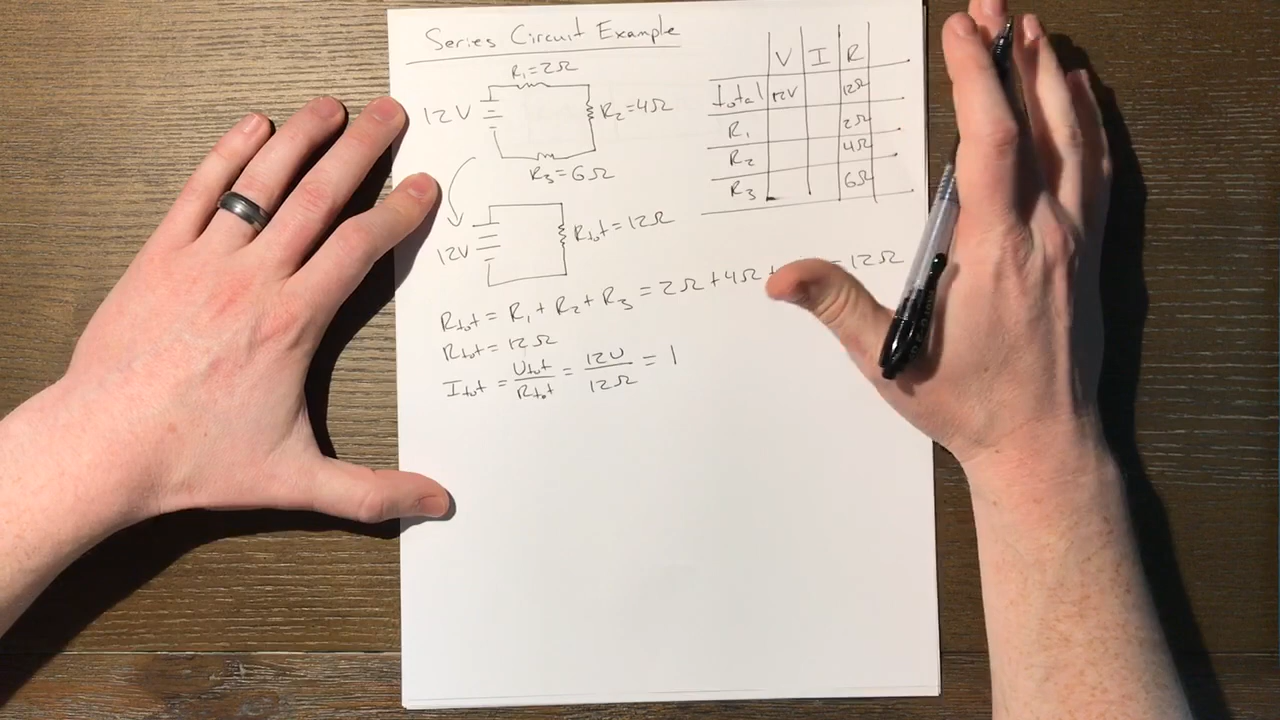 Series Circuit Example
R₁=2Ω
12V
R₂=4Ω
R₃=6Ω
12V
Rtot=12Ω
V I R
total 12V 12Ω
R₁ 2Ω
R₂ 4Ω
R₃ 6Ω
Rtot = R₁ + R₂ + R₃ = 2Ω + 4Ω + = 12Ω
Rtot = 12Ω
Itot = Vtot/Rtot = 12V/12Ω = 1